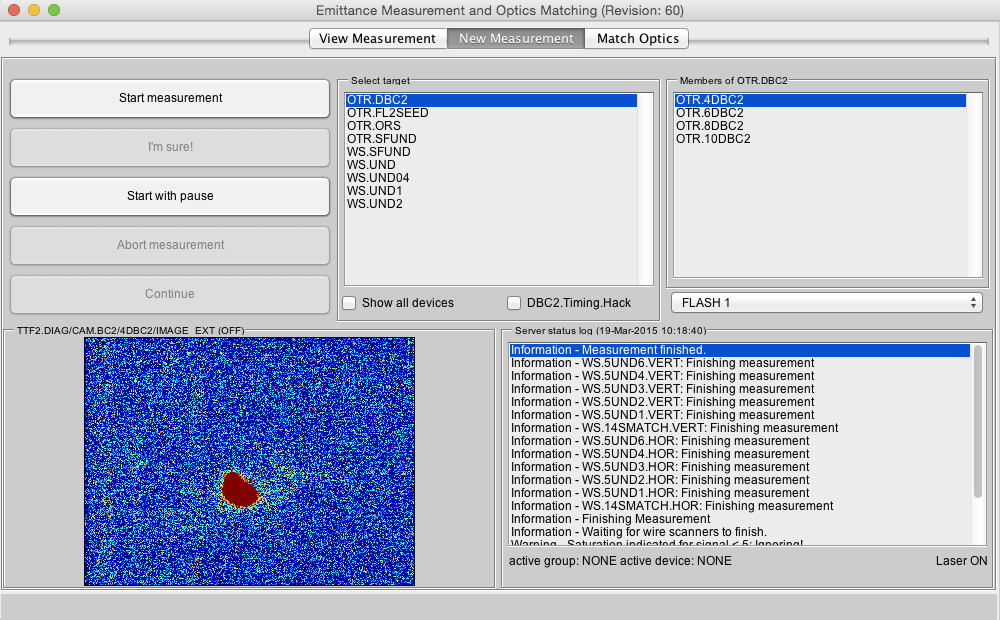 Emittance Measurement and Optics Matching (Revision: 60)
View Measurement
New Measurement
Match Optics
Start measurement
I'm sure!
Start with pause
Abort mesaurement
Continue
Select target
OTR.DBC2
OTR.FL2SEED
OTR.ORS
OTR.SFUND
WS.SFUND
WS.UND
WS.UND04
WS.UND1
WS.UND2
Show all devices
DBC2.Timing.Hack
Members of OTR.DBC2
OTR.4DBC2
OTR.6DBC2
OTR.8DBC2
OTR.10DBC2
FLASH 1
TTF2.DIAG/CAM.BC2/4DBC2/IMAGE_EXT (OFF)
Server status log (19-Mar-2015 10:18:40)
Information - Measurement finished.
Information - WS.5UND6.VERT: Finishing measurement
Information - WS.5UND4.VERT: Finishing measurement
Information - WS.5UND3.VERT: Finishing measurement
Information - WS.5UND2.VERT: Finishing measurement
Information - WS.5UND1.VERT: Finishing measurement
Information - WS.14SMATCH.VERT: Finishing measurement
Information - WS.5UND6.HOR: Finishing measurement
Information - WS.5UND4.HOR: Finishing measurement
Information - WS.5UND3.HOR: Finishing measurement
Information - WS.5UND2.HOR: Finishing measurement
Information - WS.5UND1.HOR: Finishing measurement
Information - WS.14SMATCH.HOR: Finishing measurement
Information - Finishing Measurement
Information - Waiting for wire scanners to finish.
Warning - Saturation indicated for signal < 5: Ignoring!
active group: NONE active device: NONE
Laser ON